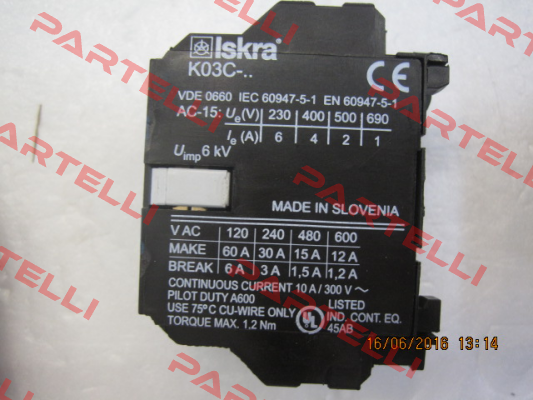 Iskra
K03C-..
CE
VDE 0660 IEC 60947-5-1 EN 60947-5-1
AC-15: Ue(V) 230 400 500 690
Ie(A) 6 4 2 1
Uimp 6 kV
MADE IN SLOVENIA
V AC 120 240 480 600
MAKE 60 A 30 A 15 A 12 A
BREAK 6 A 3 A 1,5 A 1,2 A
CONTINUOUS CURRENT 10 A / 300 V ~
PILOT DUTY A600
USE 75°C CU-WIRE ONLY
TORQUE MAX. 1.2 Nm
UL
LISTED
IND. CONT. EQ.
45AB
16/06/2016 13:14
PARTELLI
PARTELLI
PARTELLI
PARTELLI
PARTELLI